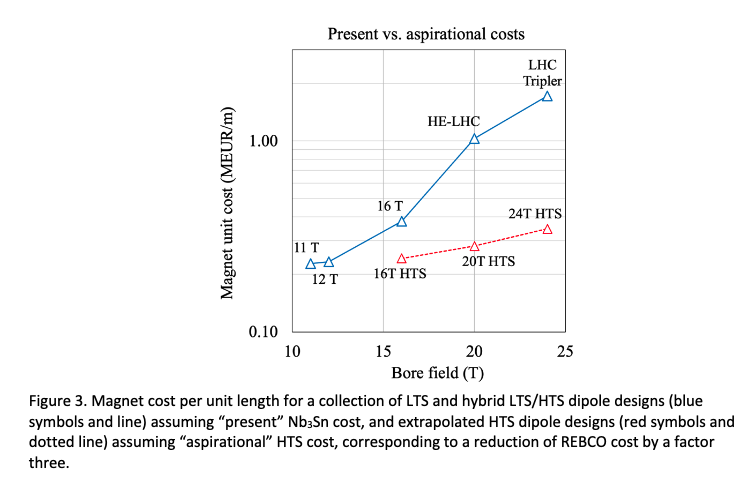 Present vs. aspirational costs
LHC
Tripler
HE-LHC
1.00
Magnet unit cost (MEUR/m)
16 T
24T HTS
11 T
20T HTS
16T HTS
12 T
0.10
10 15 20 25
Bore field (T)
Figure 3. Magnet cost per unit length for a collection of LTS and hybrid LTS/HTS dipole designs (blue
symbols and line) assuming “present” Nb₃Sn cost, and extrapolated HTS dipole designs (red symbols and
dotted line) assuming “aspirational” HTS cost, corresponding to a reduction of REBCO cost by a factor
three.